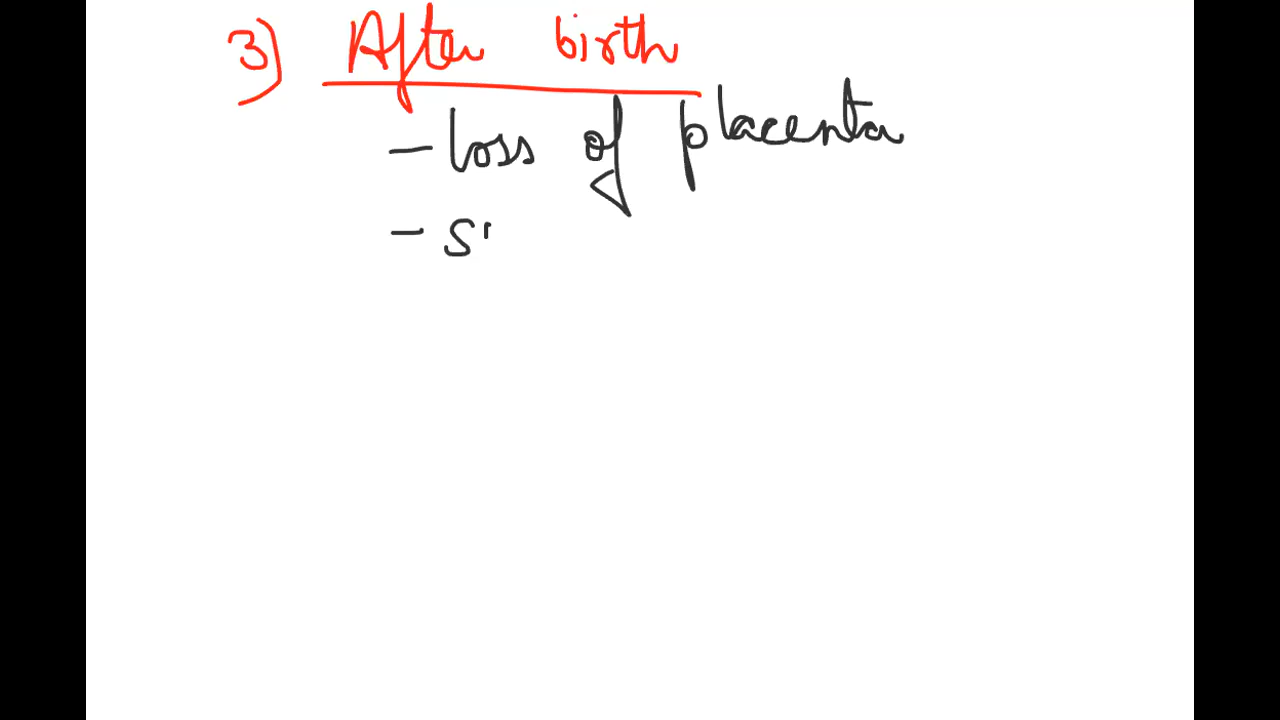 3) After birth
- loss of placenta
- s